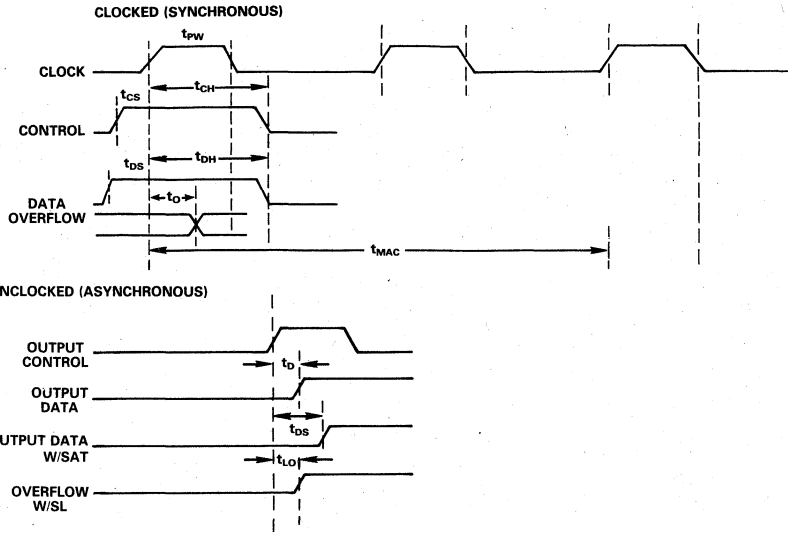 CLOCKED (SYNCHRONOUS)
tPW
CLOCK
tCH
tCS
CONTROL
tDS
tDH
DATA
tO
OVERFLOW
tMAC
NCLOCKED (ASYNCHRONOUS)
OUTPUT
CONTROL
tD
OUTPUT
DATA
tDS
UTPUT DATA
W/SAT
tLO
OVERFLOW
W/SL